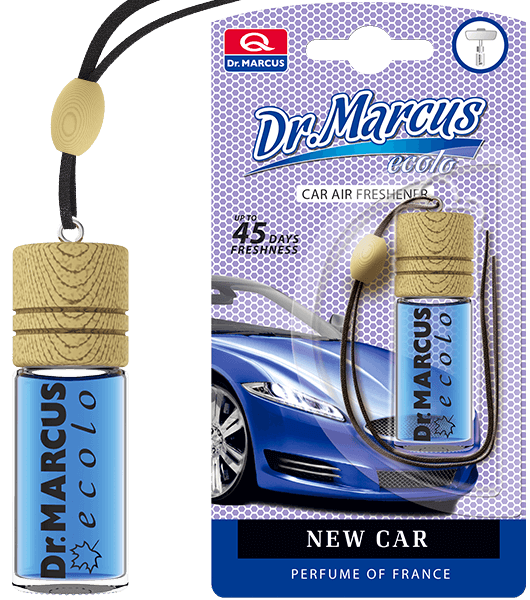 Dr.MARCUS
ecolo
DR.MARCUS
Dr.Marcus
ecolo
CAR AIR FRESHENER
UP TO
45 DAYS
FRESHNESS
Dr.MARCUS
ecolo
NEW CAR
PERFUME OF FRANCE